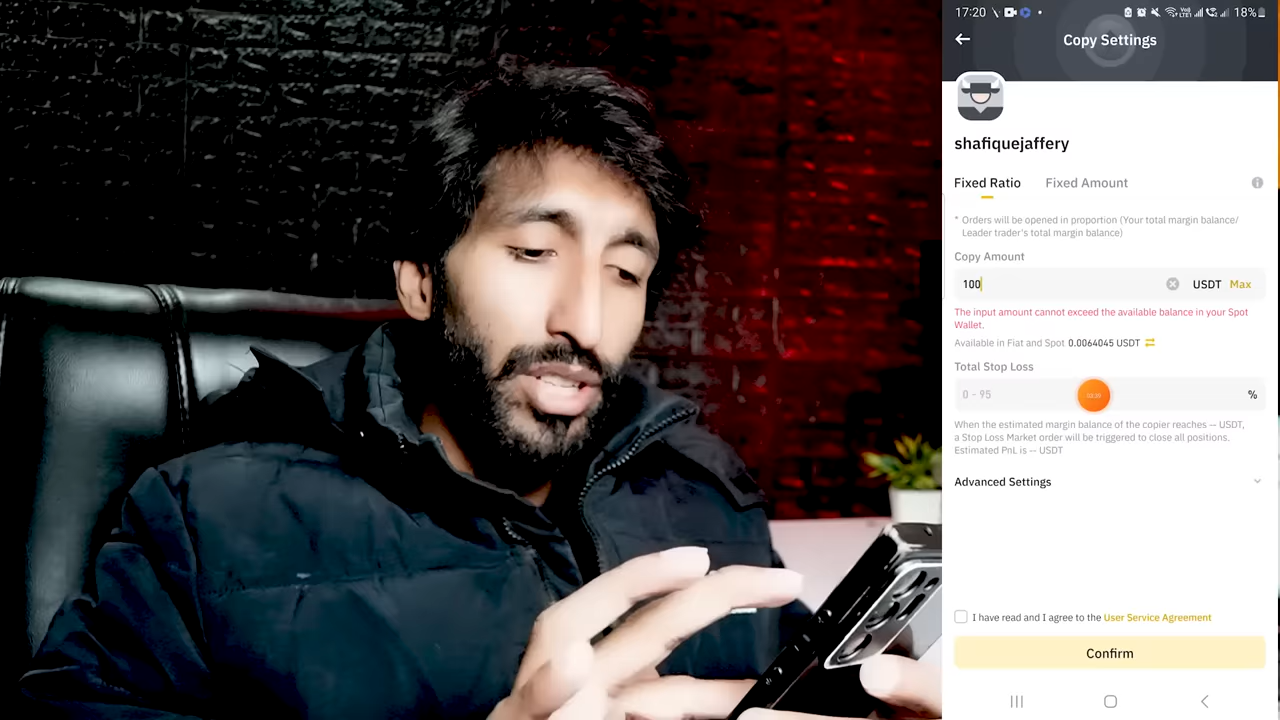 17:20
18%
Copy Settings
shafiquejaffery
Fixed Ratio Fixed Amount
* Orders will be opened in proportion (Your total margin balance/
Leader trader's total margin balance)
Copy Amount
100 USDT Max
The input amount cannot exceed the available balance in your Spot
Wallet.
Available in Fiat and Spot 0.0064045 USDT
Total Stop Loss
0 - 95 %
When the estimated margin balance of the copier reaches -- USDT,
a Stop Loss Market order will be triggered to close all positions.
Estimated PnL is -- USDT
Advanced Settings
I have read and I agree to the User Service Agreement
Confirm